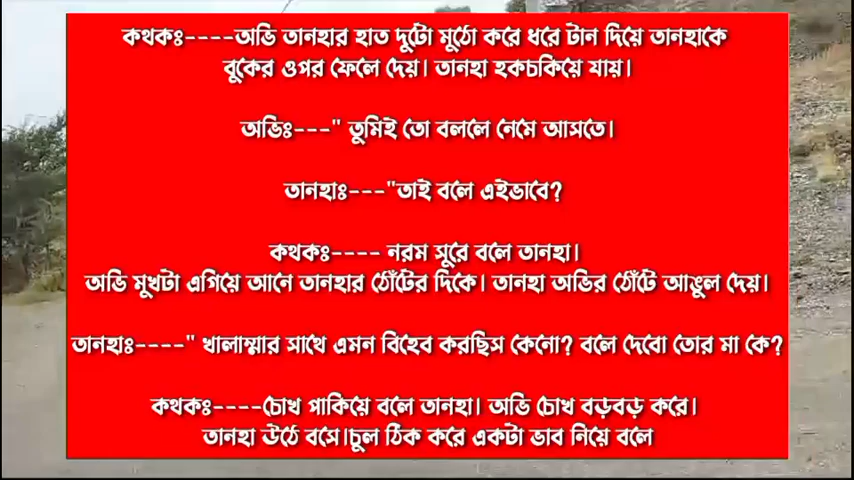 কথকঃ----অভি তানহার হাত দুটো মুঠো করে ধরে টান দিয়ে তানহাকে
বুকের ওপর ফেলে দেয়। তানহা হকচকিয়ে যায়।
অভিঃ---" তুমিই তো বললে নেমে আসতে।
তানহাঃ---"তাই বলে এইভাবে?
কথকঃ---- নরম সুরে বলে তানহা।
অভি মুখটা এগিয়ে আনে তানহার ঠোঁটের দিকে। তানহা অভির ঠোঁটে আঙুল দেয়।
তানহাঃ----" খালাম্মার সাথে এমন বিহেব করছিস কেনো? বলে দেবো তোর মা কে?
কথকঃ----চোখ পাকিয়ে বলে তানহা। অভি চোখ বড়বড় করে।
তানহা উঠে বসে।চুল ঠিক করে একটা ভাব নিয়ে বলে